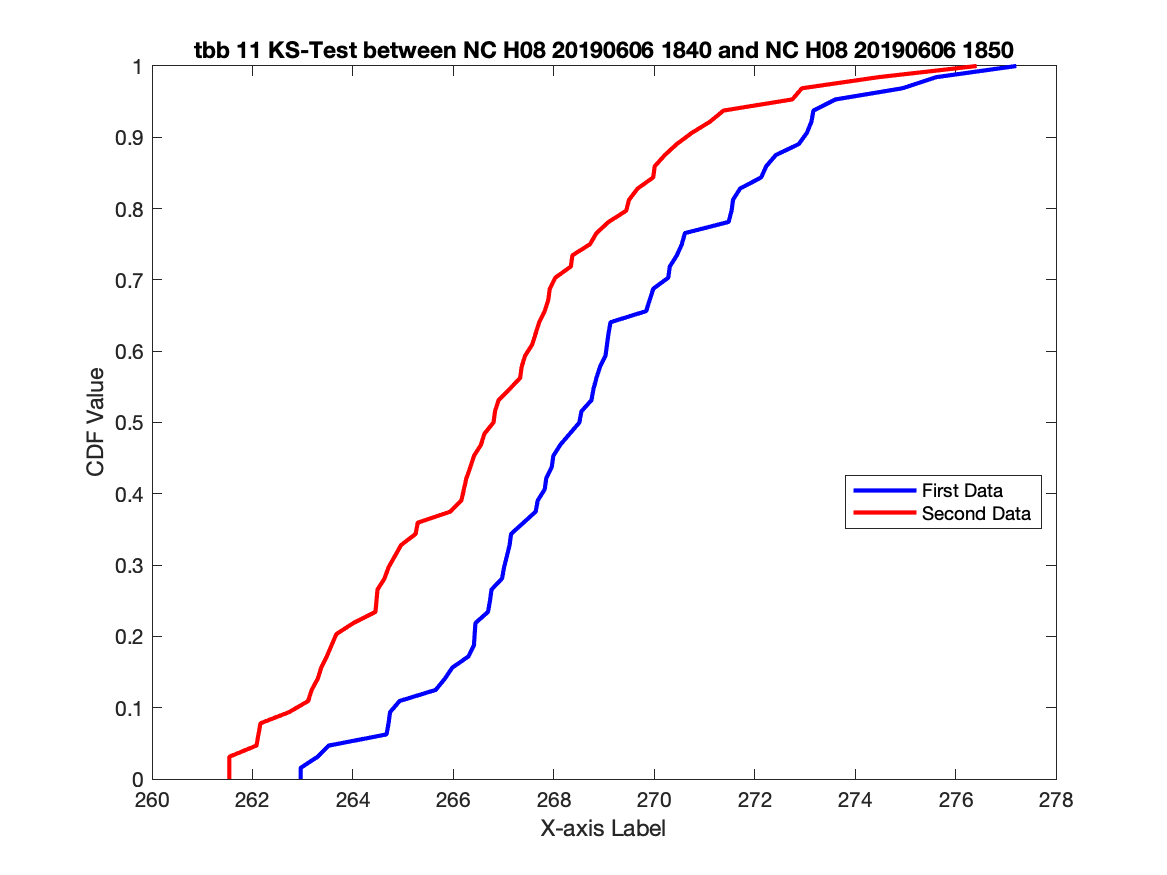 tbb 11 KS-Test between NC H08 20190606 1840 and NC H08 20190606 1850
1
0.9
0.8
0.7
0.6
0.5
0.4
0.3
0.2
0.1
0
CDF Value
First Data
Second Data
260 262 264 266 268 270 272 274 276 278
X-axis Label